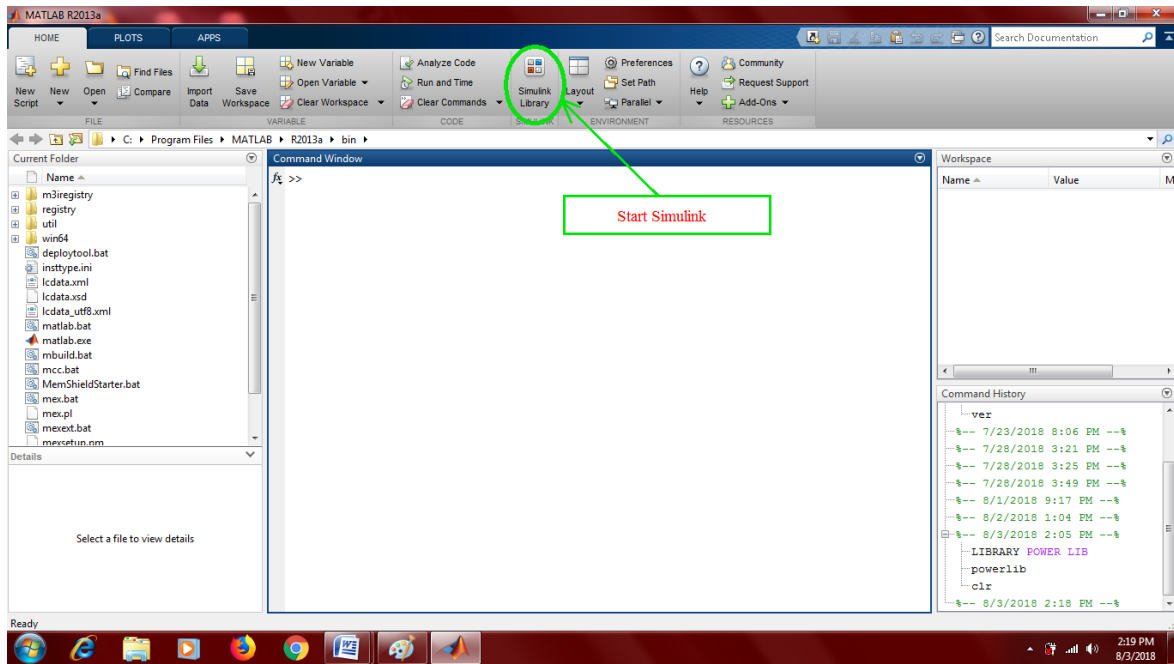 MATLAB R2013a
HOME PLOTS APPS
Search Documentation
New Script
New
Open
Find Files
Compare
Import Data
Save Workspace
New Variable
Open Variable
Clear Workspace
Analyze Code
Run and Time
Clear Commands
Simulink Library
Layout
Preferences
Set Path
Parallel
Help
Community
Request Support
Add-Ons
FILE VARIABLE CODE SIMULINK ENVIRONMENT RESOURCES
C: Program Files MATLAB R2013a bin
Current Folder
Name
m3iregistry
registry
util
win64
deploytool.bat
insttype.ini
lcdata.xml
lcdata.xsd
lcdata_utf8.xml
matlab.bat
matlab.exe
mbuild.bat
mcc.bat
MemShieldStarter.bat
mex.bat
mex.pl
mexext.bat
mexsetup.pm
Details
Select a file to view details
Command Window
fx >>
Start Simulink
Workspace
Name Value M
Command History
ver
%-- 7/23/2018 8:06 PM --%
%-- 7/28/2018 3:21 PM --%
%-- 7/28/2018 3:25 PM --%
%-- 7/28/2018 3:49 PM --%
%-- 8/1/2018 9:17 PM --%
%-- 8/2/2018 1:04 PM --%
%-- 8/3/2018 2:05 PM --%
LIBRARY POWER LIB
powerlib
clr
%-- 8/3/2018 2:18 PM --%
Ready
2:19 PM
8/3/2018